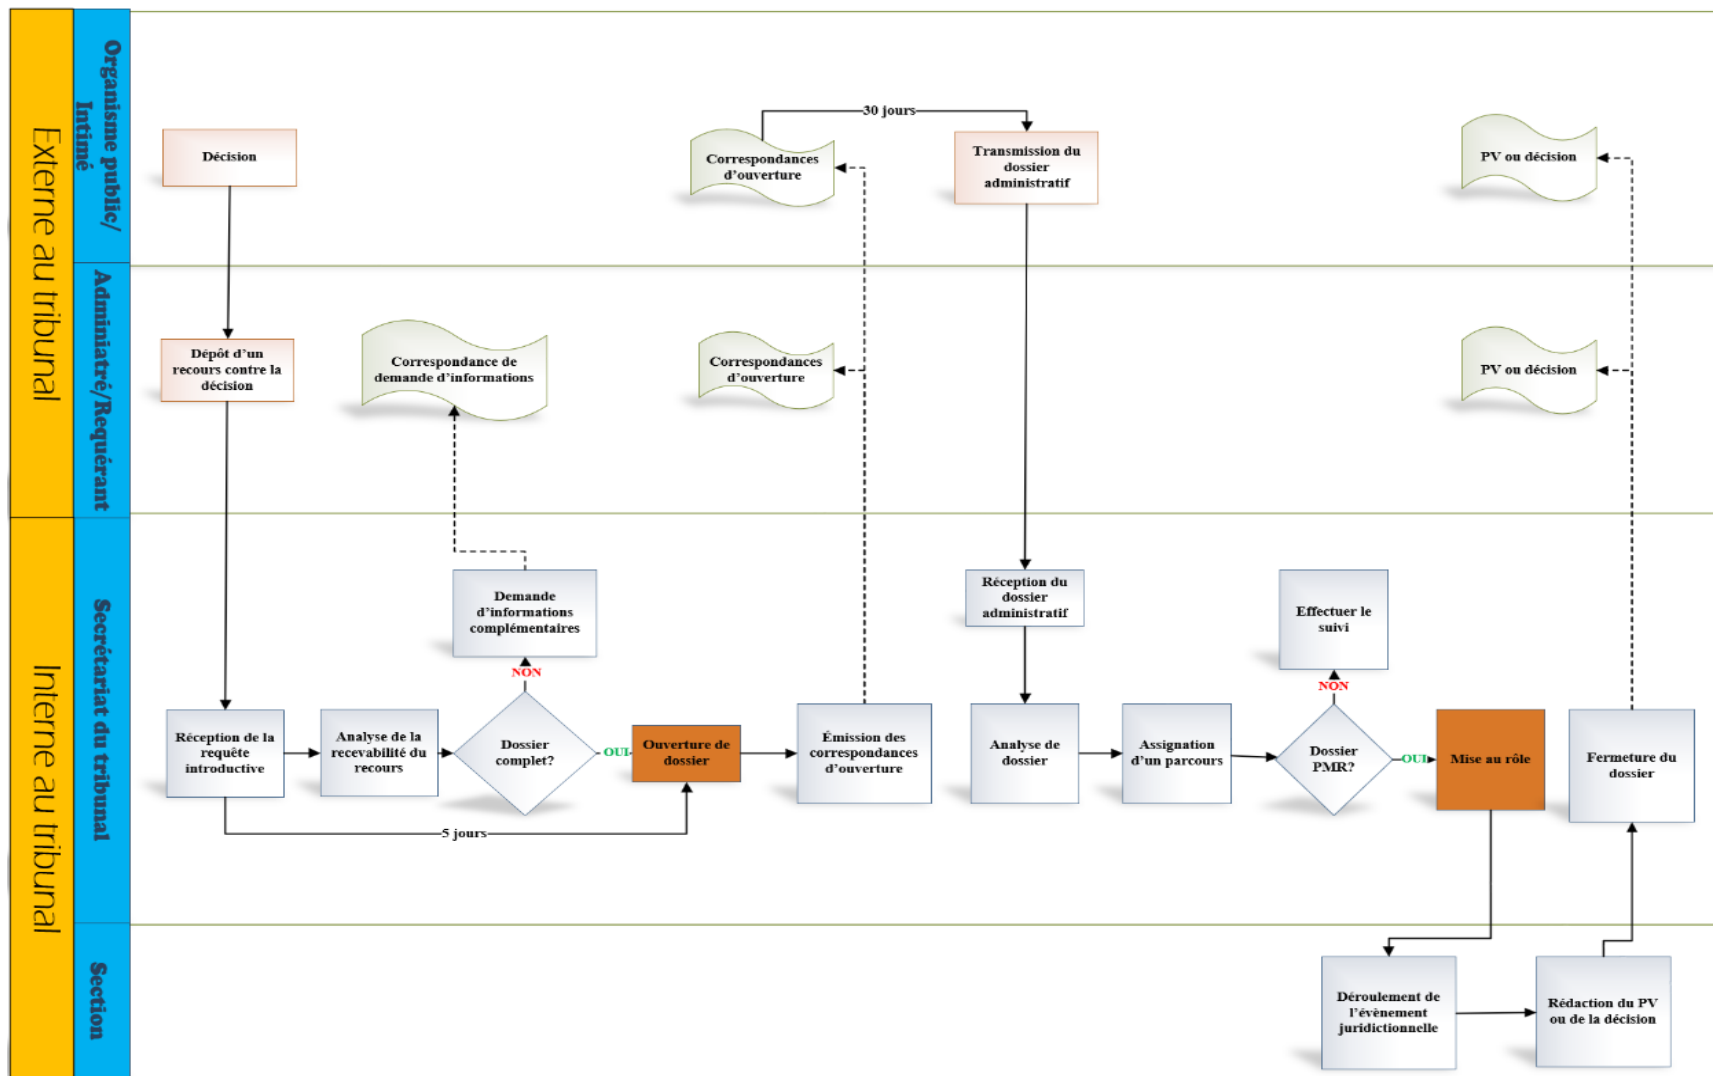 Externe au tribunal
Organisme public/
Intimé
Décision
Correspondances
d’ouverture
30 jours
Transmission du
dossier
administratif
PV ou décision
Adminiatré/Requérant
Dépôt d’un
recours contre la
décision
Correspondance de
demande d’informations
Correspondances
d’ouverture
PV ou décision
Interne au tribunal
Secrétariat du tribunal
Demande
d’informations
complémentaires
NON
Réception de la
requête
introductive
Analyse de la
recevabilité du
recours
Dossier
complet?
OUI
Ouverture de
dossier
5 jours
Émission des
correspondances
d’ouverture
Réception du
dossier
administratif
Analyse de
dossier
Assignation
d’un parcours
Effectuer le
suivi
NON
Dossier
PMR?
OUI
Mise au rôle
Fermeture du
dossier
Section
Déroulement de
l’évènement
juridictionnelle
Rédaction du PV
ou de la décision